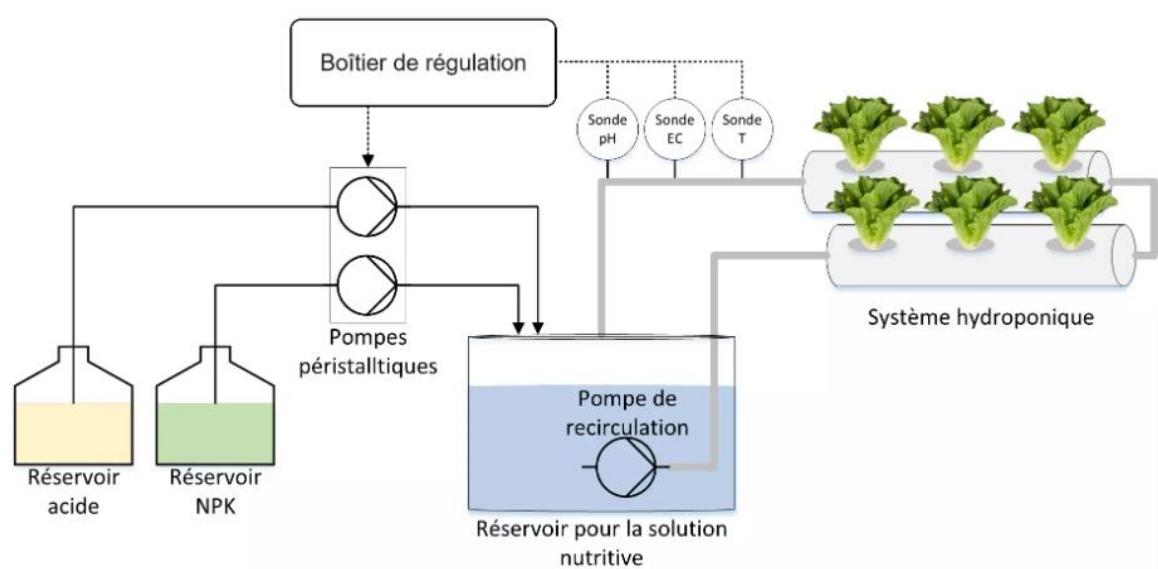 Boîtier de régulation
Sonde
pH
Sonde
EC
Sonde
T
Système hydroponique
Pompes
péristalltiques
Pompe de
recirculation
Réservoir
acide
Réservoir
NPK
Réservoir pour la solution
nutritive